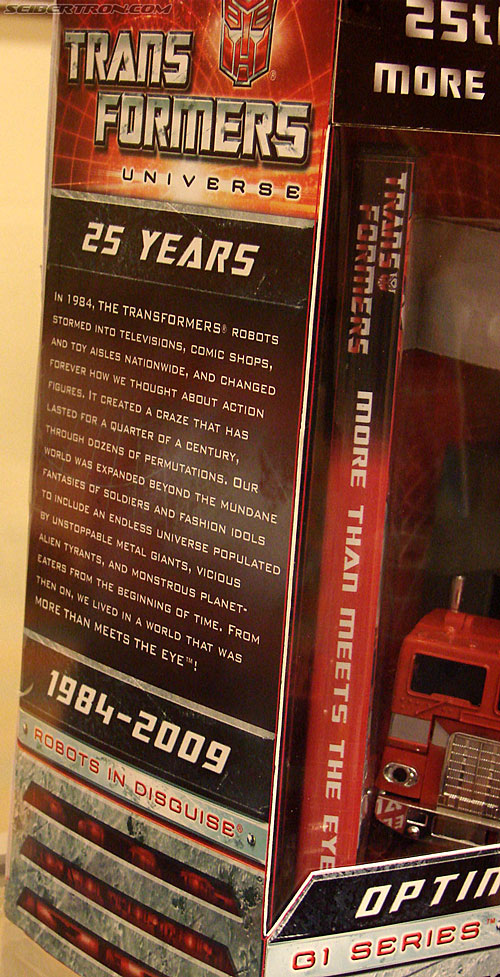 SEIBERTRON.COM
TRANS
FORMERS®
UNIVERSE
25 YEARS
In 1984, the TRANSFORMERS® robots
stormed into televisions, comic shops,
and toy aisles nationwide, and changed
forever how we thought about action
figures. It created a craze that has
lasted for a quarter of a century,
through dozens of permutations. Our
world was expanded beyond the mundane
fantasies of soldiers and fashion idols
to include an endless universe populated
by unstoppable metal giants, vicious
alien tyrants, and monstrous planet-
eaters from the beginning of time. From
then on, we lived in a world that was
MORE THAN MEETS THE EYE™!
1984-2009
ROBOTS IN DISGUISE®
MORE
TRANS
FORMERS
MORE THAN MEETS THE EYE
G1 SERIES™